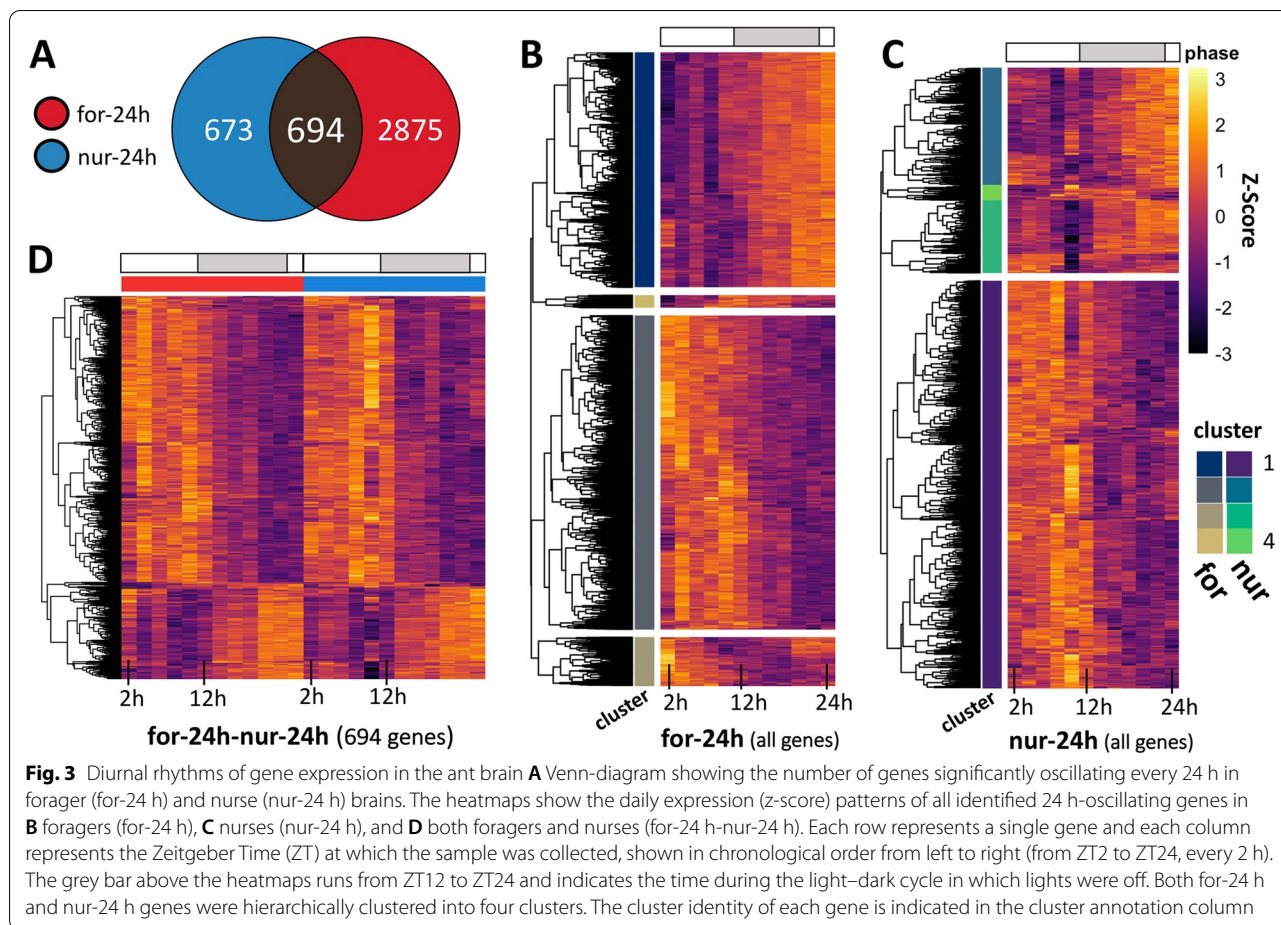 A
for-24h
nur-24h
673
694
2875
B
C
phase
3
2
1
0
-1
-2
-3
Z-Score
D
cluster
1
4
for
nur
2h
12h
2h
12h
for-24h-nur-24h (694 genes)
cluster
2h
12h
24h
for-24h (all genes)
cluster
2h
12h
24h
nur-24h (all genes)
Fig. 3 Diurnal rhythms of gene expression in the ant brain A Venn-diagram showing the number of genes significantly oscillating every 24 h in
forager (for-24 h) and nurse (nur-24 h) brains. The heatmaps show the daily expression (z-score) patterns of all identified 24 h-oscillating genes in
B foragers (for-24 h), C nurses (nur-24 h), and D both foragers and nurses (for-24 h-nur-24 h). Each row represents a single gene and each column
represents the Zeitgeber Time (ZT) at which the sample was collected, shown in chronological order from left to right (from ZT2 to ZT24, every 2 h).
The grey bar above the heatmaps runs from ZT12 to ZT24 and indicates the time during the light–dark cycle in which lights were off. Both for-24 h
and nur-24 h genes were hierarchically clustered into four clusters. The cluster identity of each gene is indicated in the cluster annotation column